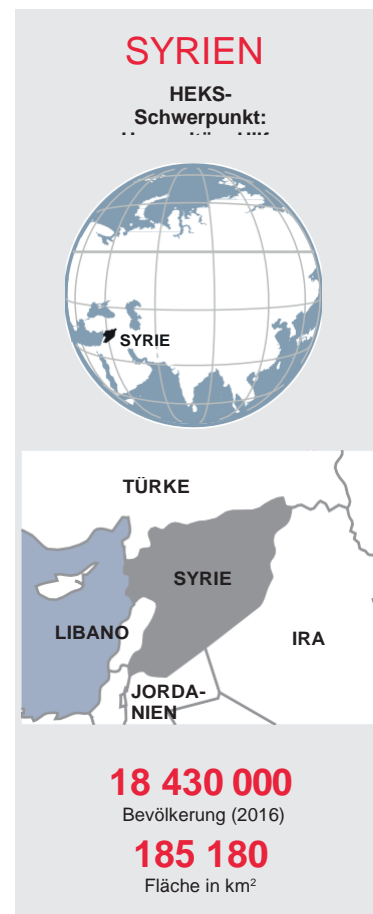 SYRIEN
HEKS-
Schwerpunkt:
SYRIE
TÜRKE
SYRIE
LIBANO
IRA
JORDA-
NIEN
18 430 000
Bevölkerung (2016)
185 180
Fläche in km²